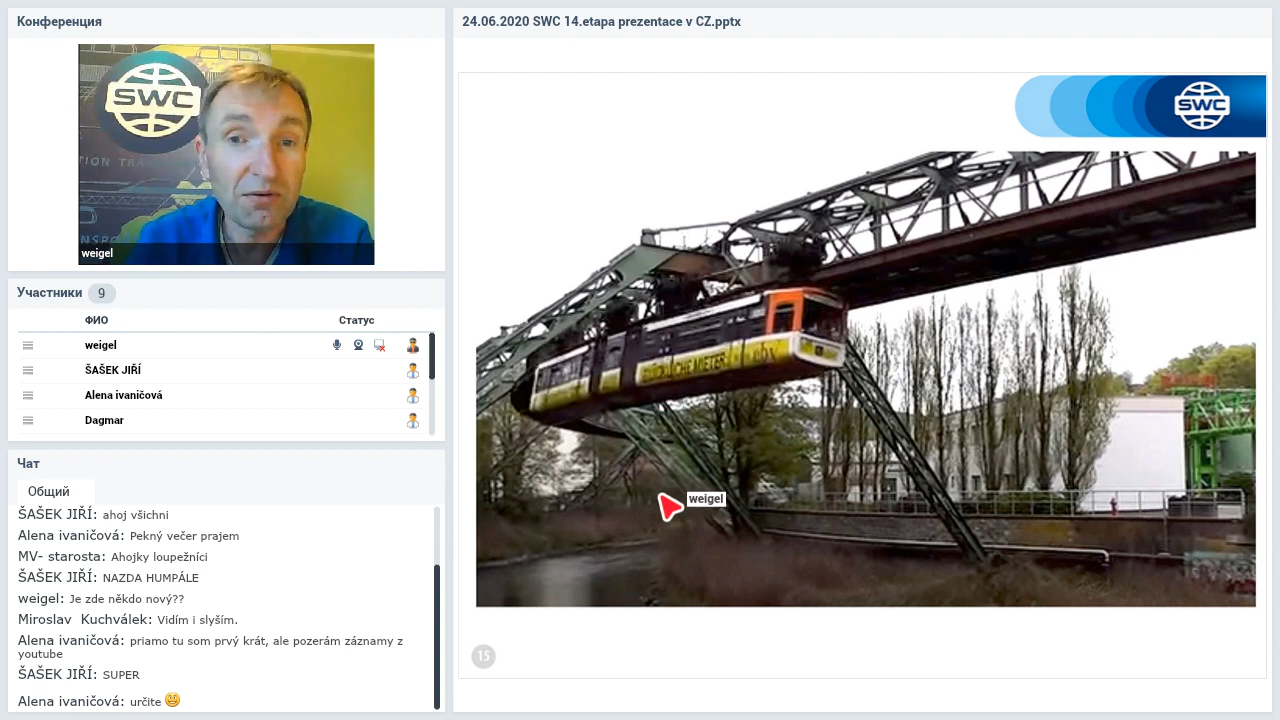 Конференция
SWC
TION TRA
NSPO
weigel
Участники 9
ФИО Статус
weigel
ŠAŠEK JIŘÍ
Alena ivaničová
Dagmar
Чат
Общий
ŠAŠEK JIŘÍ: ahoj všichni
Alena ivaničová: Pekný večer prajem
MV- starosta: Ahojky loupežníci
ŠAŠEK JIŘÍ: NAZDA HUMPÁLE
weigel: Je zde někdo nový??
Miroslav Kuchválek: Vidím i slyším.
Alena ivaničová: priamo tu som prvý krát, ale pozerám záznamy z
youtube
ŠAŠEK JIŘÍ: SUPER
Alena ivaničová: určite
24.06.2020 SWC 14.etapa prezentace v CZ.pptx
SWC
weigel
15